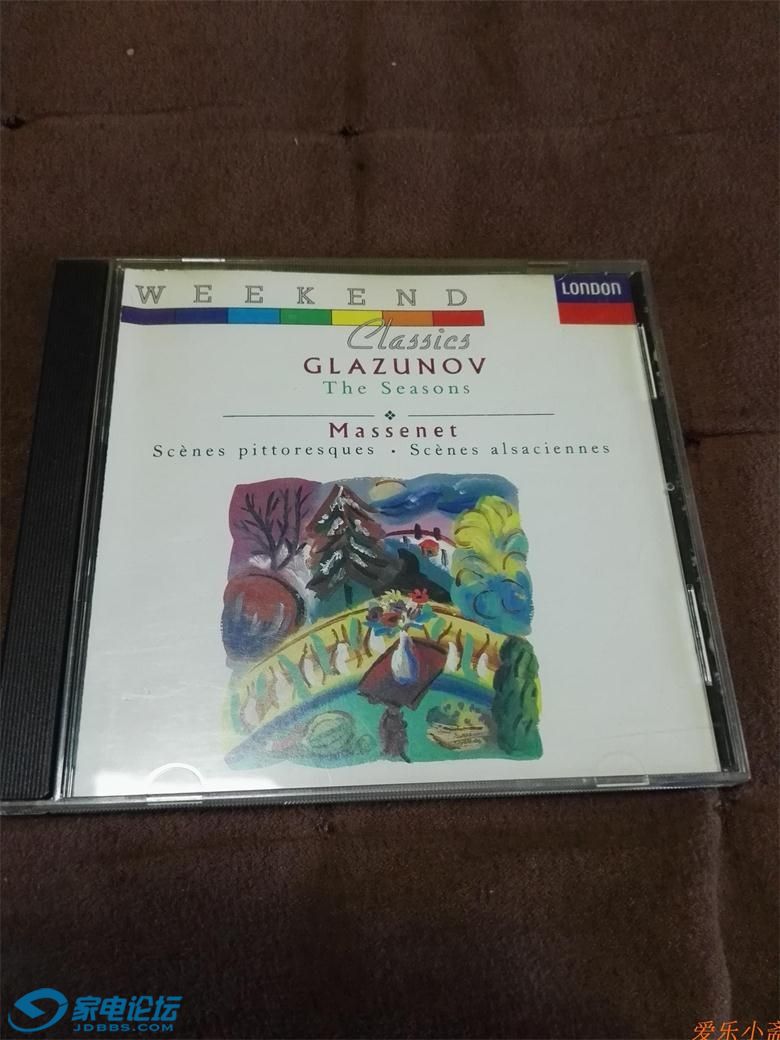 WEEKEND
LONDON
Classics
GLAZUNOV
The Seasons
Massenet
Scènes pittoresques · Scènes alsaciennes
家电论坛
JDBBS.COM
爱乐小斋